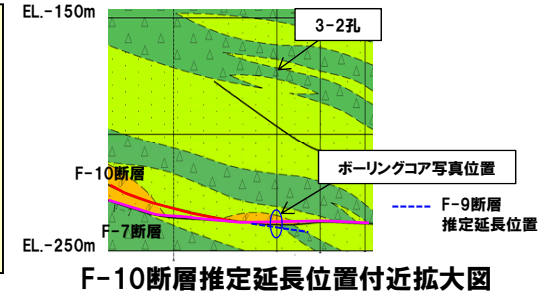 EL.-150m
3-2孔
ボーリングコア写真位置
F-10断層
F-9断層
推定延長位置
F-7断層
EL.-250m
F-10断層推定延長位置付近拡大図